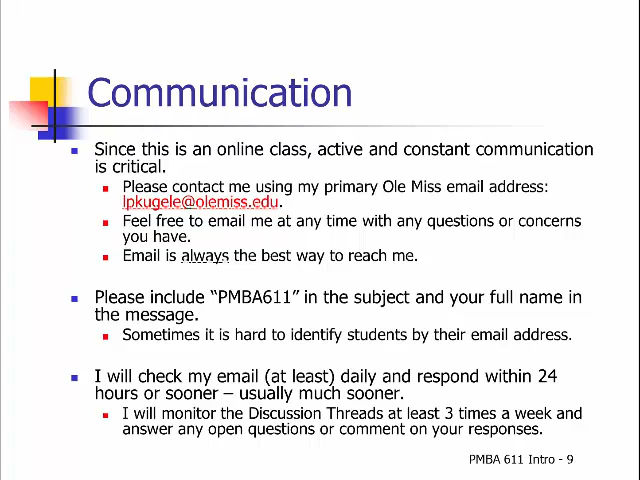 Communication
Since this is an online class, active and constant communication
is critical.
Please contact me using my primary Ole Miss email address:
lpkugele@olemiss.edu.
Feel free to email me at any time with any questions or concerns
you have.
Email is always the best way to reach me.
Please include “PMBA611” in the subject and your full name in
the message.
Sometimes it is hard to identify students by their email address.
I will check my email (at least) daily and respond within 24
hours or sooner – usually much sooner.
I will monitor the Discussion Threads at least 3 times a week and
answer any open questions or comment on your responses.
PMBA 611 Intro - 9